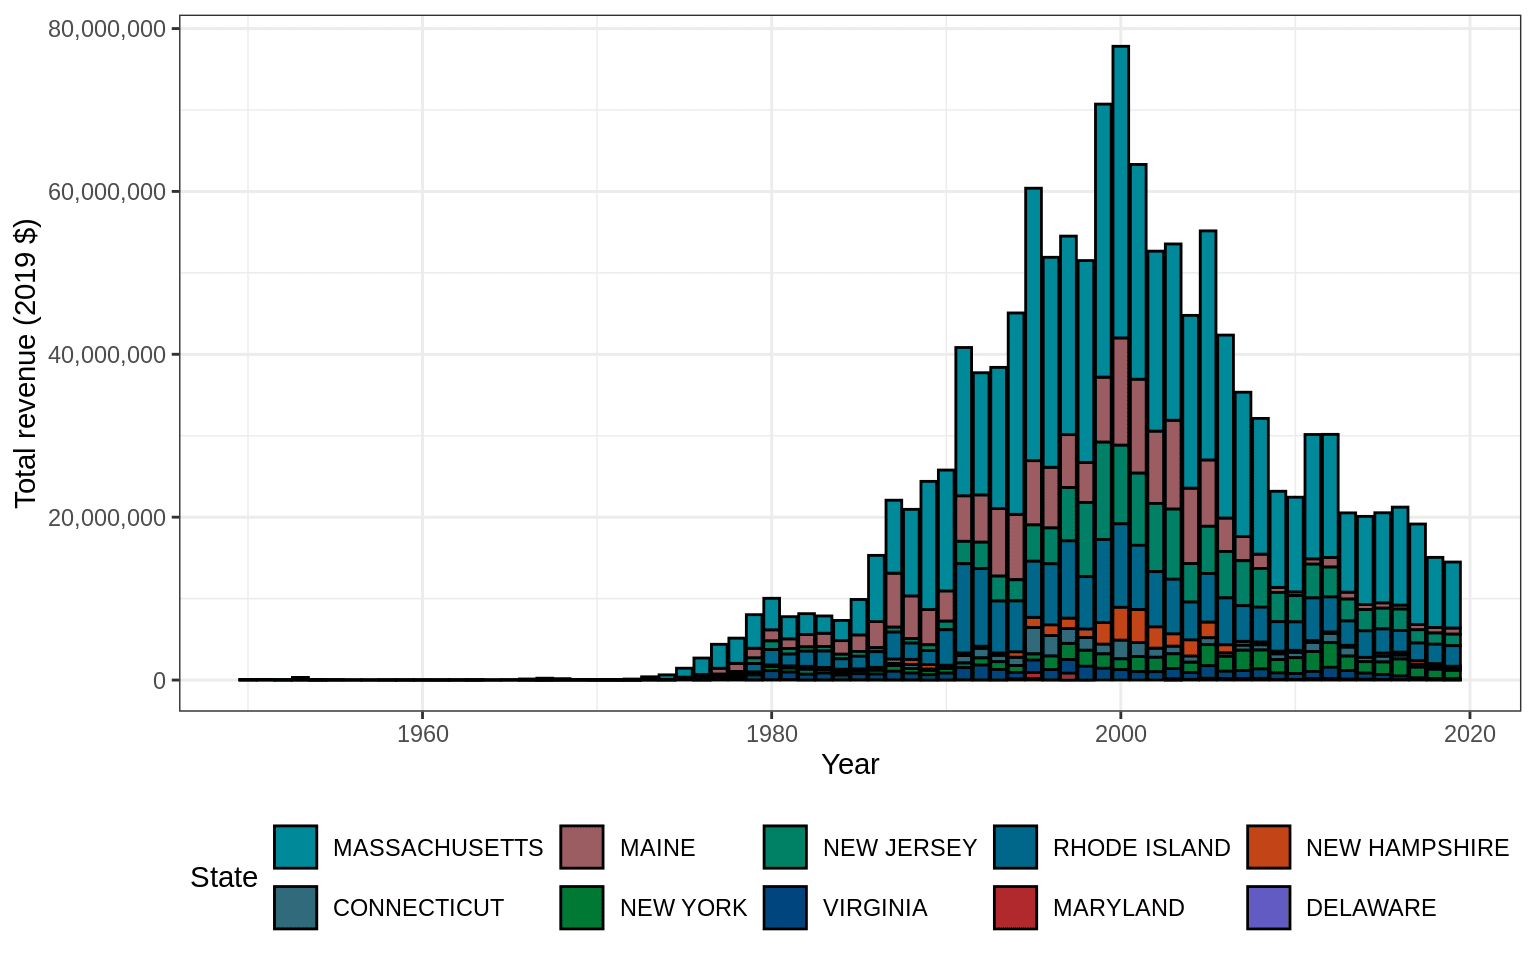 80,000,000
60,000,000
40,000,000
20,000,000
0
Total revenue (2019 $)
1960 1980 2000 2020
Year
State
MASSACHUSETTS MAINE NEW JERSEY RHODE ISLAND NEW HAMPSHIRE
CONNECTICUT NEW YORK VIRGINIA MARYLAND DELAWARE